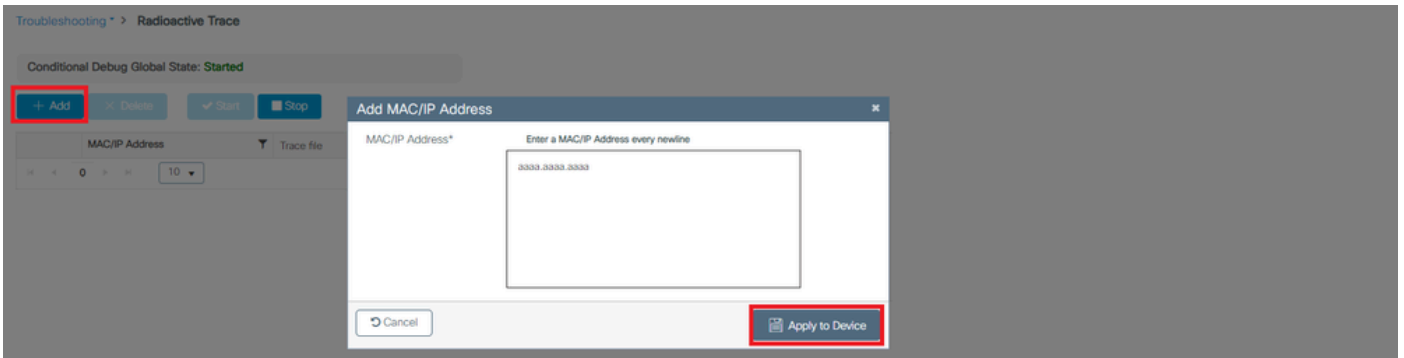 Troubleshooting > Radioactive Trace
Conditional Debug Global State: Started
+ Add × Delete ✔ Start Stop
Add MAC/IP Address ×
MAC/IP Address* Enter a MAC/IP Address every newline
MAC/IP Address Trace file
aaaa.aaaa.aaaa
0 10
Cancel Apply to Device